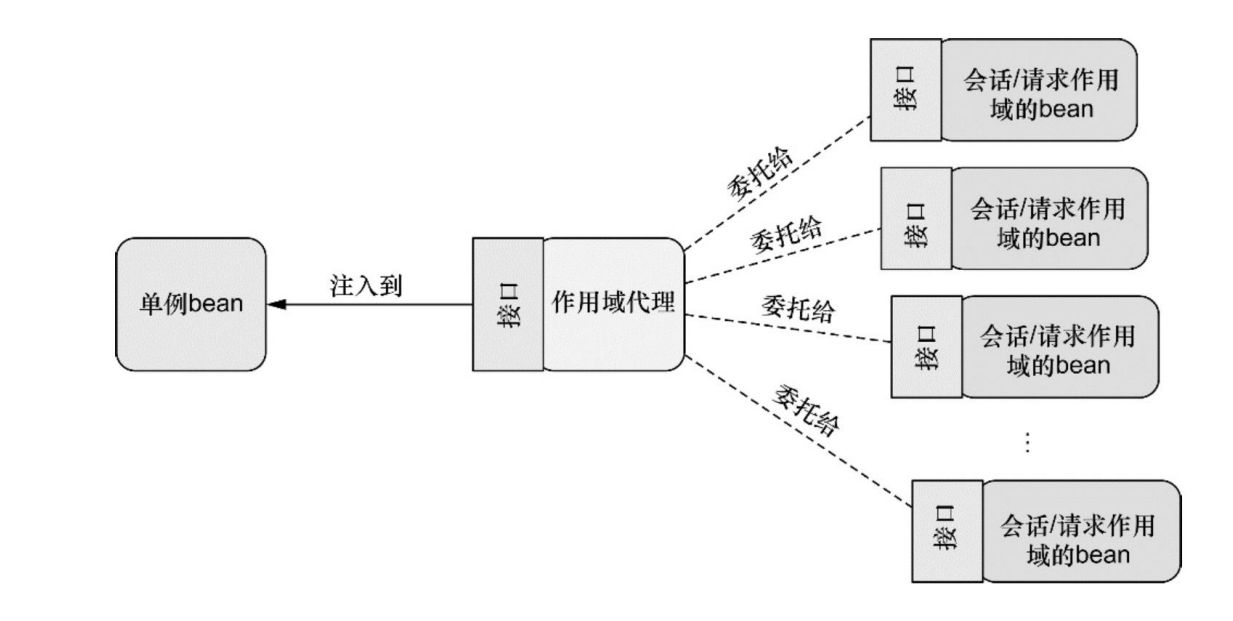 单例bean
注入到
接口
作用域代理
委托给
委托给
委托给
委托给
接口
会话/请求作用
域的bean
接口
会话/请求作用
域的bean
接口
会话/请求作用
域的bean
⋮
接口
会话/请求作用
域的bean